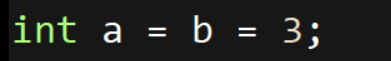 int a = b = 3;